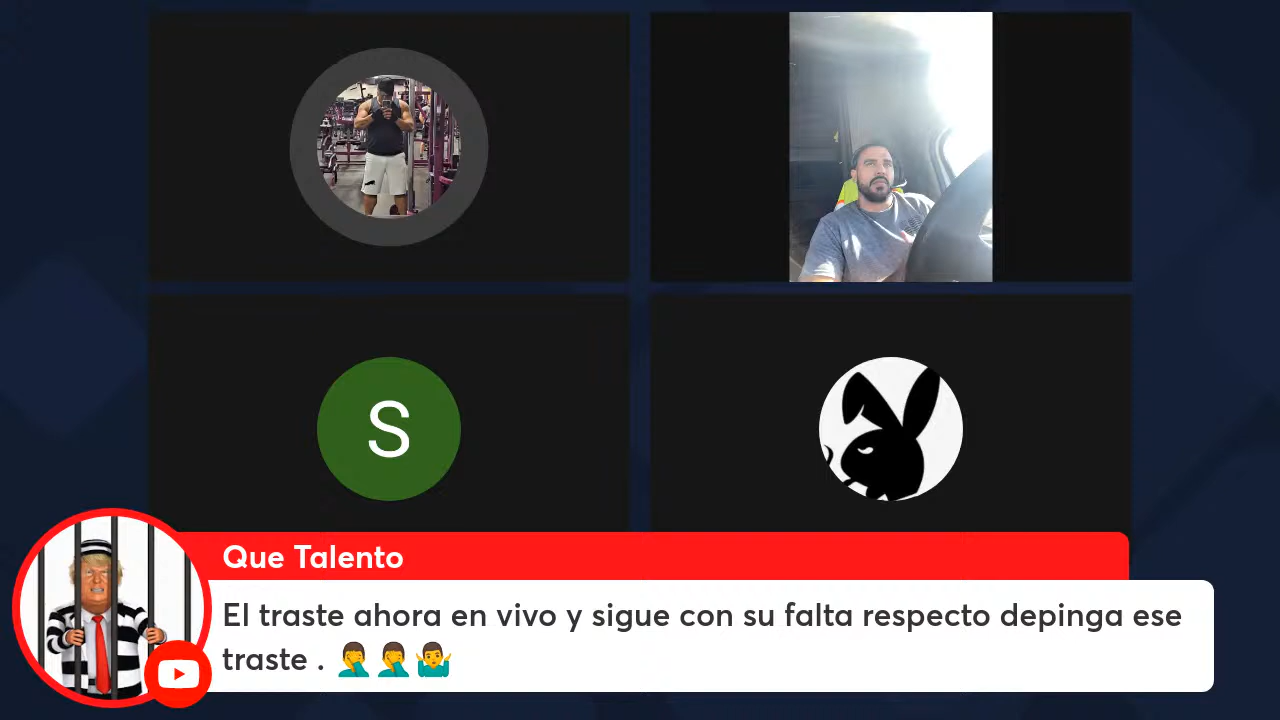 S
Que Talento
El traste ahora en vivo y sigue con su falta respecto depinga ese
traste . 🤦‍♂️🤦‍♂️🤷‍♂️